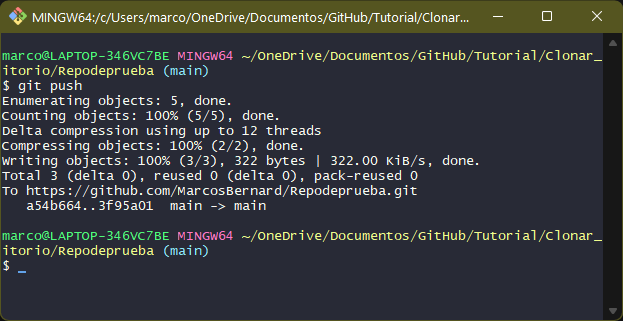 MINGW64:/c/Users/marco/OneDrive/Documentos/GitHub/Tutorial/Clonar...
marco@LAPTOP-346VC7BE MINGW64 ~/OneDrive/Documentos/GitHub/Tutorial/Clonar_
itorio/Repodeprueba (main)
$ git push
Enumerating objects: 5, done.
Counting objects: 100% (5/5), done.
Delta compression using up to 12 threads
Compressing objects: 100% (2/2), done.
Writing objects: 100% (3/3), 322 bytes | 322.00 KiB/s, done.
Total 3 (delta 0), reused 0 (delta 0), pack-reused 0
To https://github.com/MarcosBernard/Repodeprueba.git
   a54b664..3f95a01  main -> main
marco@LAPTOP-346VC7BE MINGW64 ~/OneDrive/Documentos/GitHub/Tutorial/Clonar_
itorio/Repodeprueba (main)
$